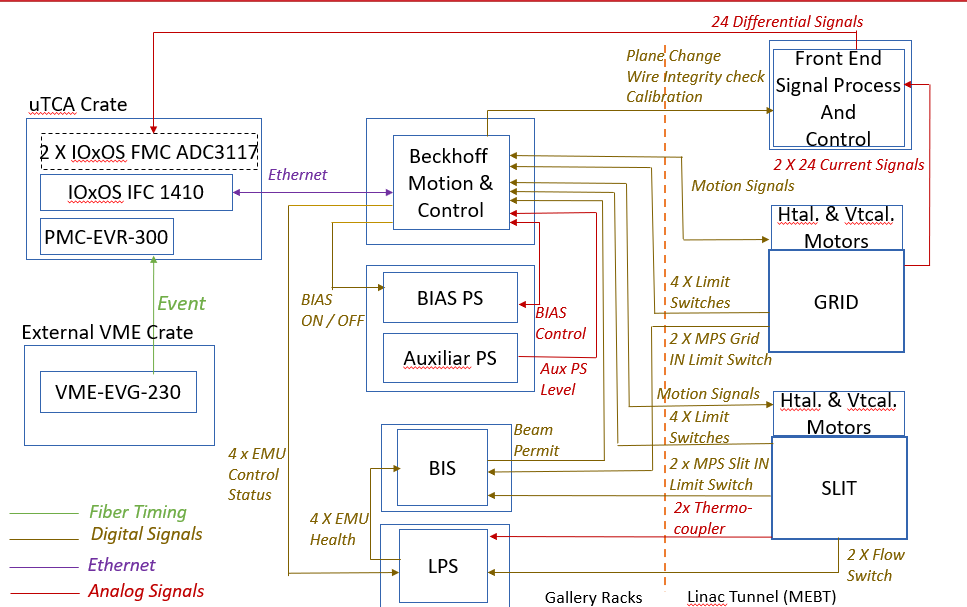 24 Differential Signals
Plane Change
Wire Integrity check
Calibration
Front End
Signal Process
And
Control
uTCA Crate
2 X IOxOS FMC ADC3117
IOxOS IFC 1410
PMC-EVR-300
Ethernet
Beckhoff
Motion &
Control
2 X 24 Current Signals
Motion Signals
Htal. & Vtcal.
Motors
GRID
4 X Limit
Switches
2 X MPS Grid
IN Limit Switch
Event
BIAS
ON / OFF
BIAS PS
BIAS
Control
Auxiliar PS
Aux PS
Level
External VME Crate
VME-EVG-230
Motion Signals
4 X Limit
Switches
Htal. & Vtcal.
Motors
SLIT
Beam
Permit
BIS
2 x MPS Slit IN
Limit Switch
2x Thermo-
coupler
4 x EMU
Control
Status
4 X EMU
Health
LPS
2 X Flow
Switch
Fiber Timing
Digital Signals
Ethernet
Analog Signals
Gallery Racks
Linac Tunnel (MEBT)